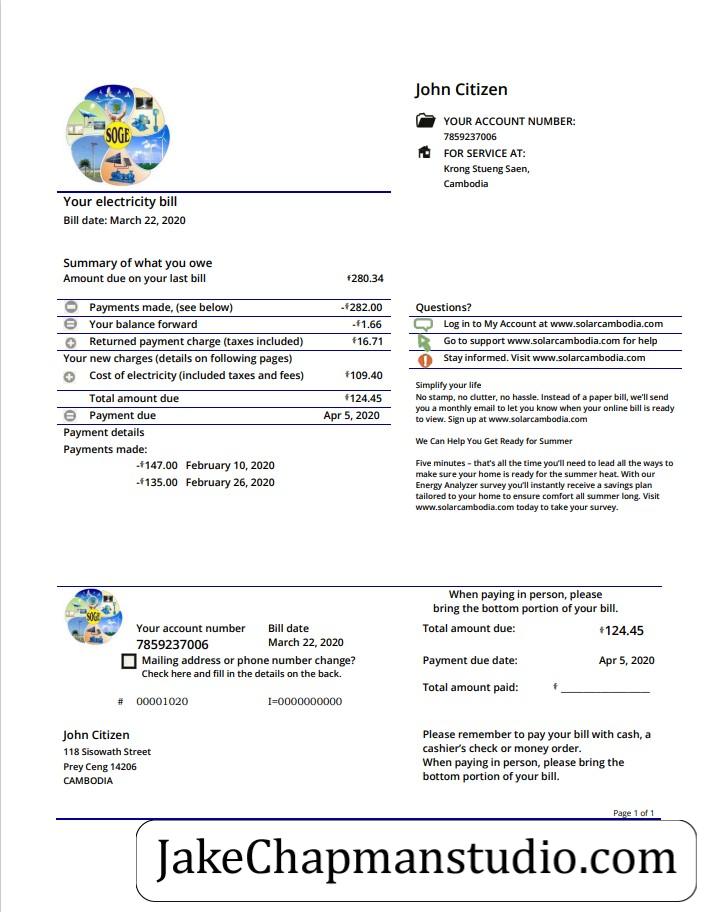 SOGE
John Citizen
YOUR ACCOUNT NUMBER:
7859237006
FOR SERVICE AT:
Krong Stueng Saen,
Cambodia
Your electricity bill
Bill date: March 22, 2020
Summary of what you owe
Amount due on your last bill ៛280.34
Payments made, (see below) -៛282.00
Your balance forward -៛1.66
Returned payment charge (taxes included) ៛16.71
Your new charges (details on following pages)
Cost of electricity (included taxes and fees) ៛109.40
Total amount due ៛124.45
Payment due Apr 5, 2020
Payment details
Payments made:
-៛147.00 February 10, 2020
-៛135.00 February 26, 2020
Questions?
Log in to My Account at www.solarcambodia.com
Go to support www.solarcambodia.com for help
Stay informed. Visit www.solarcambodia.com
Simplify your life
No stamp, no clutter, no hassle. Instead of a paper bill, we'll send
you a monthly email to let you know when your online bill is ready
to view. Sign up at www.solarcambodia.com
We Can Help You Get Ready for Summer
Five minutes – that's all the time you'll need to lead all the ways to
make sure your home is ready for the summer heat. With our
Energy Analyzer survey you'll instantly receive a savings plan
tailored to your home to ensure comfort all summer long. Visit
www.solarcambodia.com today to take your survey.
SOGE
Your account number Bill date
7859237006 March 22, 2020
Mailing address or phone number change?
Check here and fill in the details on the back.
# 00001020 I=0000000000
John Citizen
118 Sisowath Street
Prey Ceng 14206
CAMBODIA
When paying in person, please
bring the bottom portion of your bill.
Total amount due: ៛124.45
Payment due date: Apr 5, 2020
Total amount paid: ៛ _______________
Please remember to pay your bill with cash, a
cashier's check or money order.
When paying in person, please bring the
bottom portion of your bill.
Page 1 of 1
JakeChapmanstudio.com